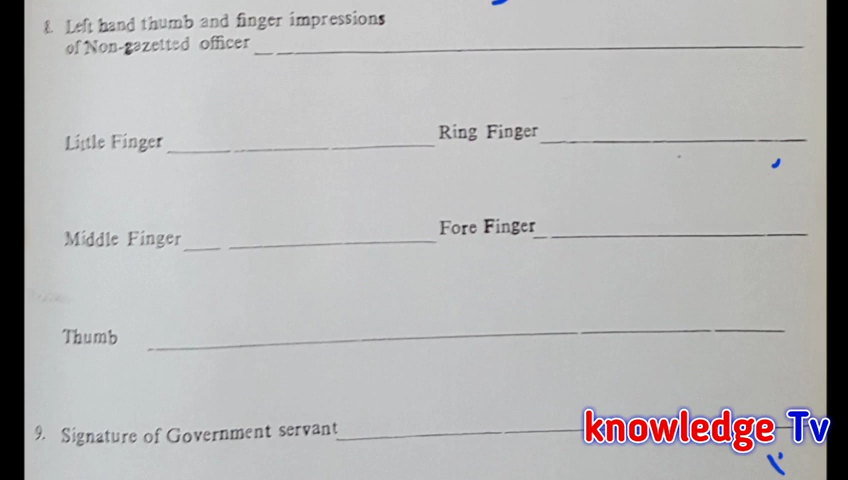 8. Left hand thumb and finger impressions
of Non-gazetted officer
Little Finger Ring Finger
Middle Finger Fore Finger
Thumb
9. Signature of Government servant
knowledge Tv